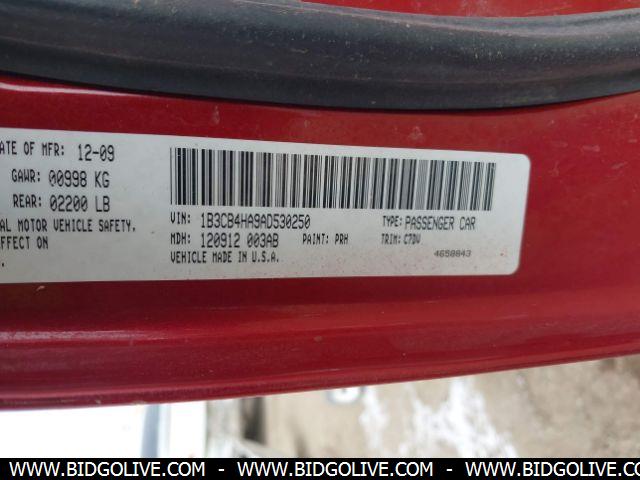 ATE OF MFR: 12-09
GAWR: 00998 KG
REAR: 02200 LB
AL MOTOR VEHICLE SAFETY.
EFFECT ON
VIN: 1B3CB4HA9AD530250
TYPE: PASSENGER CAR
MDH: 120912 003AB
PAINT: PRH
TRIM: C7DV
VEHICLE MADE IN U.S.A.
4658843
WWW.BIDGOLIVE.COM - WWW.BIDGOLIVE.COM - WWW.BIDGOLIVE.COM